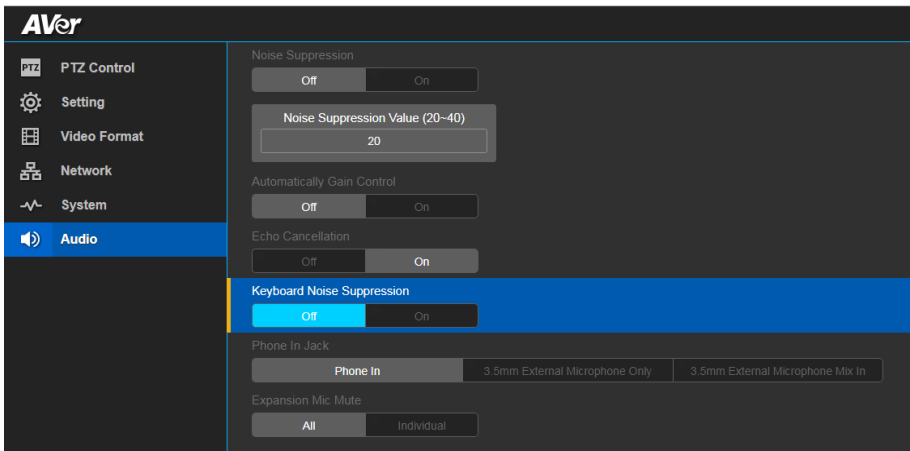 AVer
PTZ PTZ Control
Setting
Video Format
Network
System
Audio
Noise Suppression
Off On
Noise Suppression Value (20~40)
20
Automatically Gain Control
Off On
Echo Cancellation
Off On
Keyboard Noise Suppression
Off On
Phone In Jack
Phone In 3.5mm External Microphone Only 3.5mm External Microphone Mix In
Expansion Mic Mute
All Individual